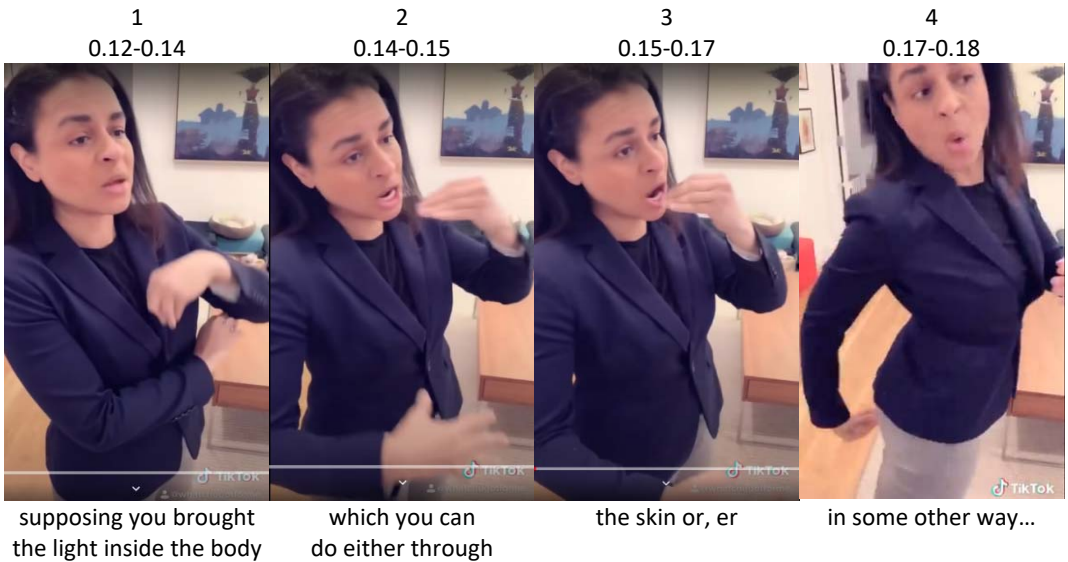 1
0.12-0.14
2
0.14-0.15
3
0.15-0.17
4
0.17-0.18
TikTok
TikTok
TikTok
TikTok
supposing you brought
the light inside the body
which you can
do either through
the skin or, er
in some other way…